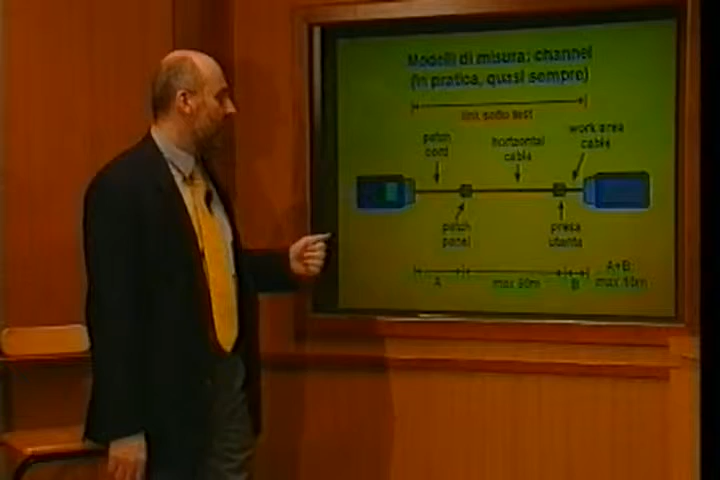 Modelli di misura: channel
(in pratica, quasi sempre)
link sotto test
patch
cord
horizontal
cable
work area
cable
patch
panel
presa
utente
A
max 90m
B
A+B:
max 10m